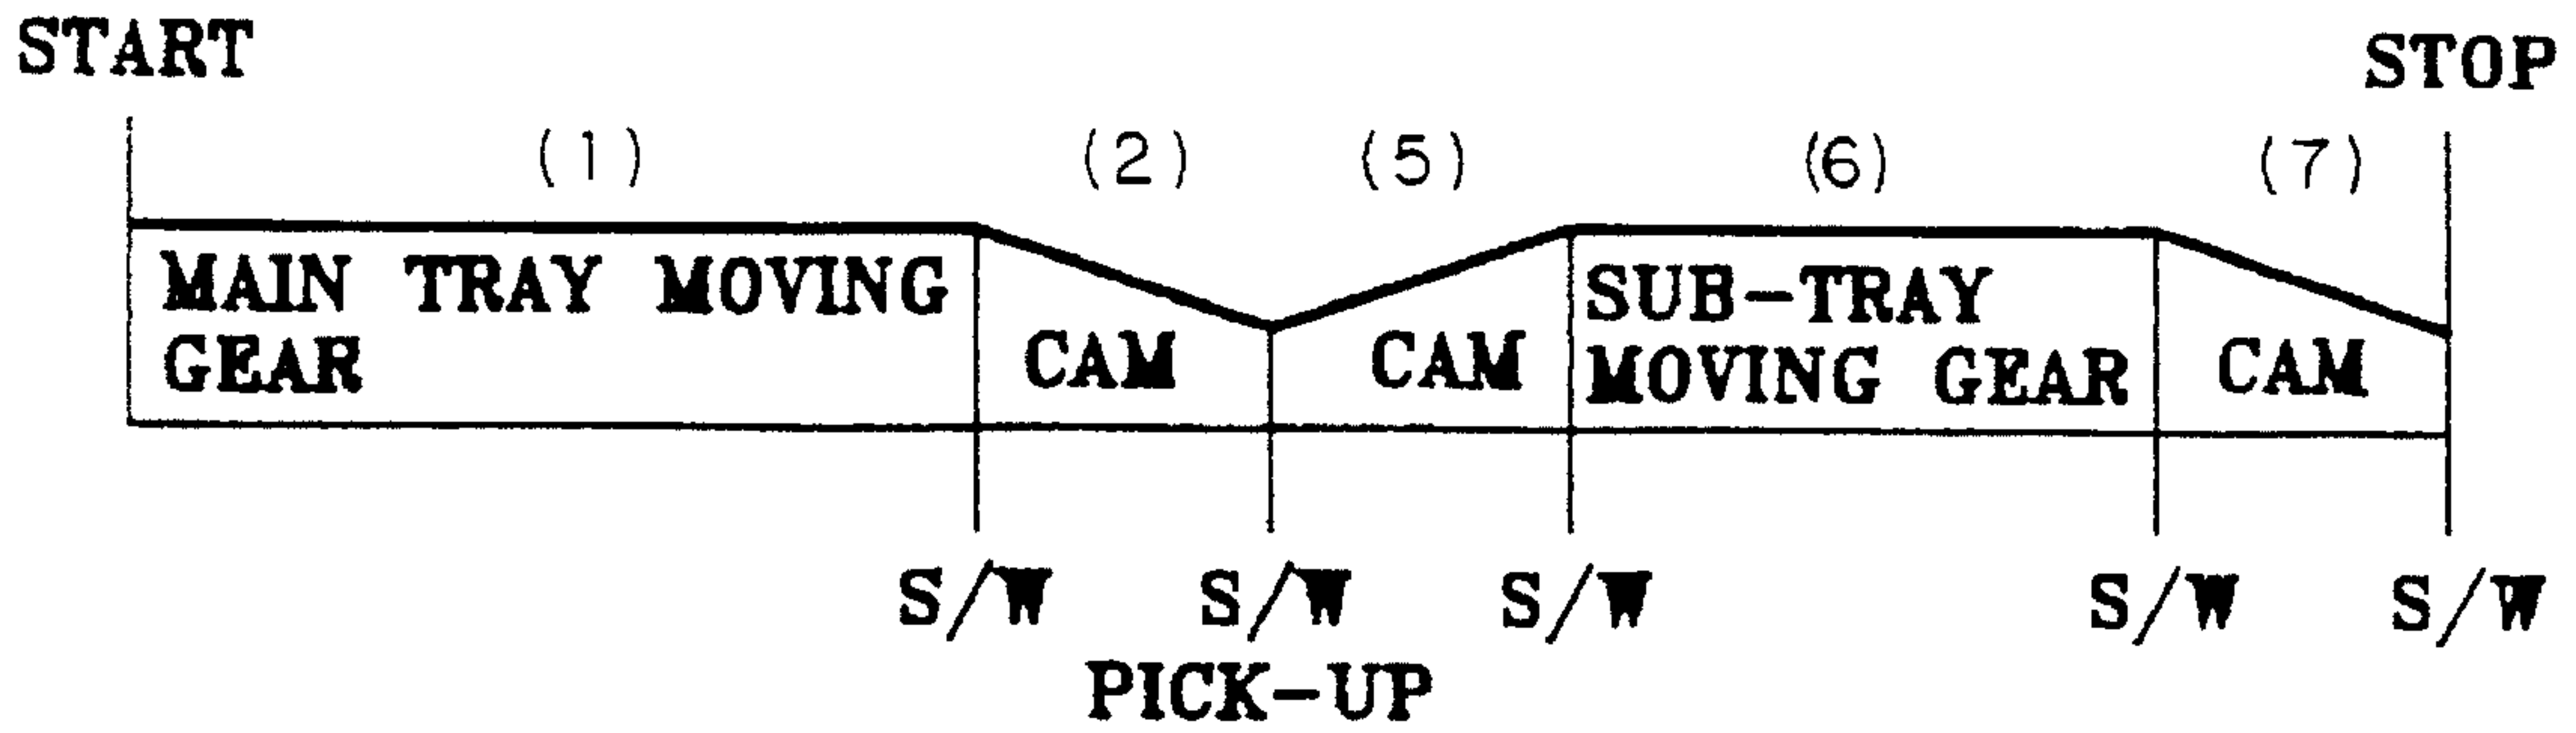 START STOP
(1) (2) (5) (6) (7)
MAIN TRAY MOVING
GEAR
CAM
CAM
SUB-TRAY
MOVING GEAR
CAM
S/W S/W S/W S/W S/W
PICK-UP